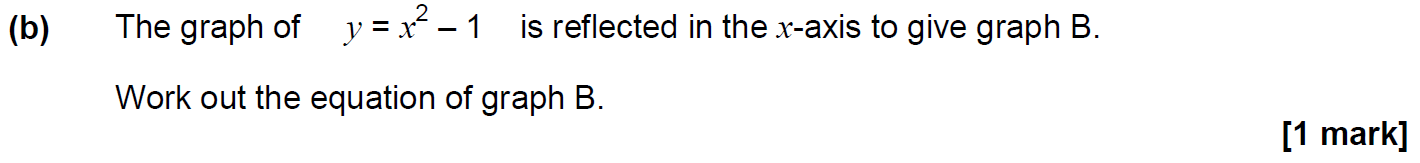 (b) The graph of y = x² – 1 is reflected in the x-axis to give graph B.
Work out the equation of graph B.
[1 mark]